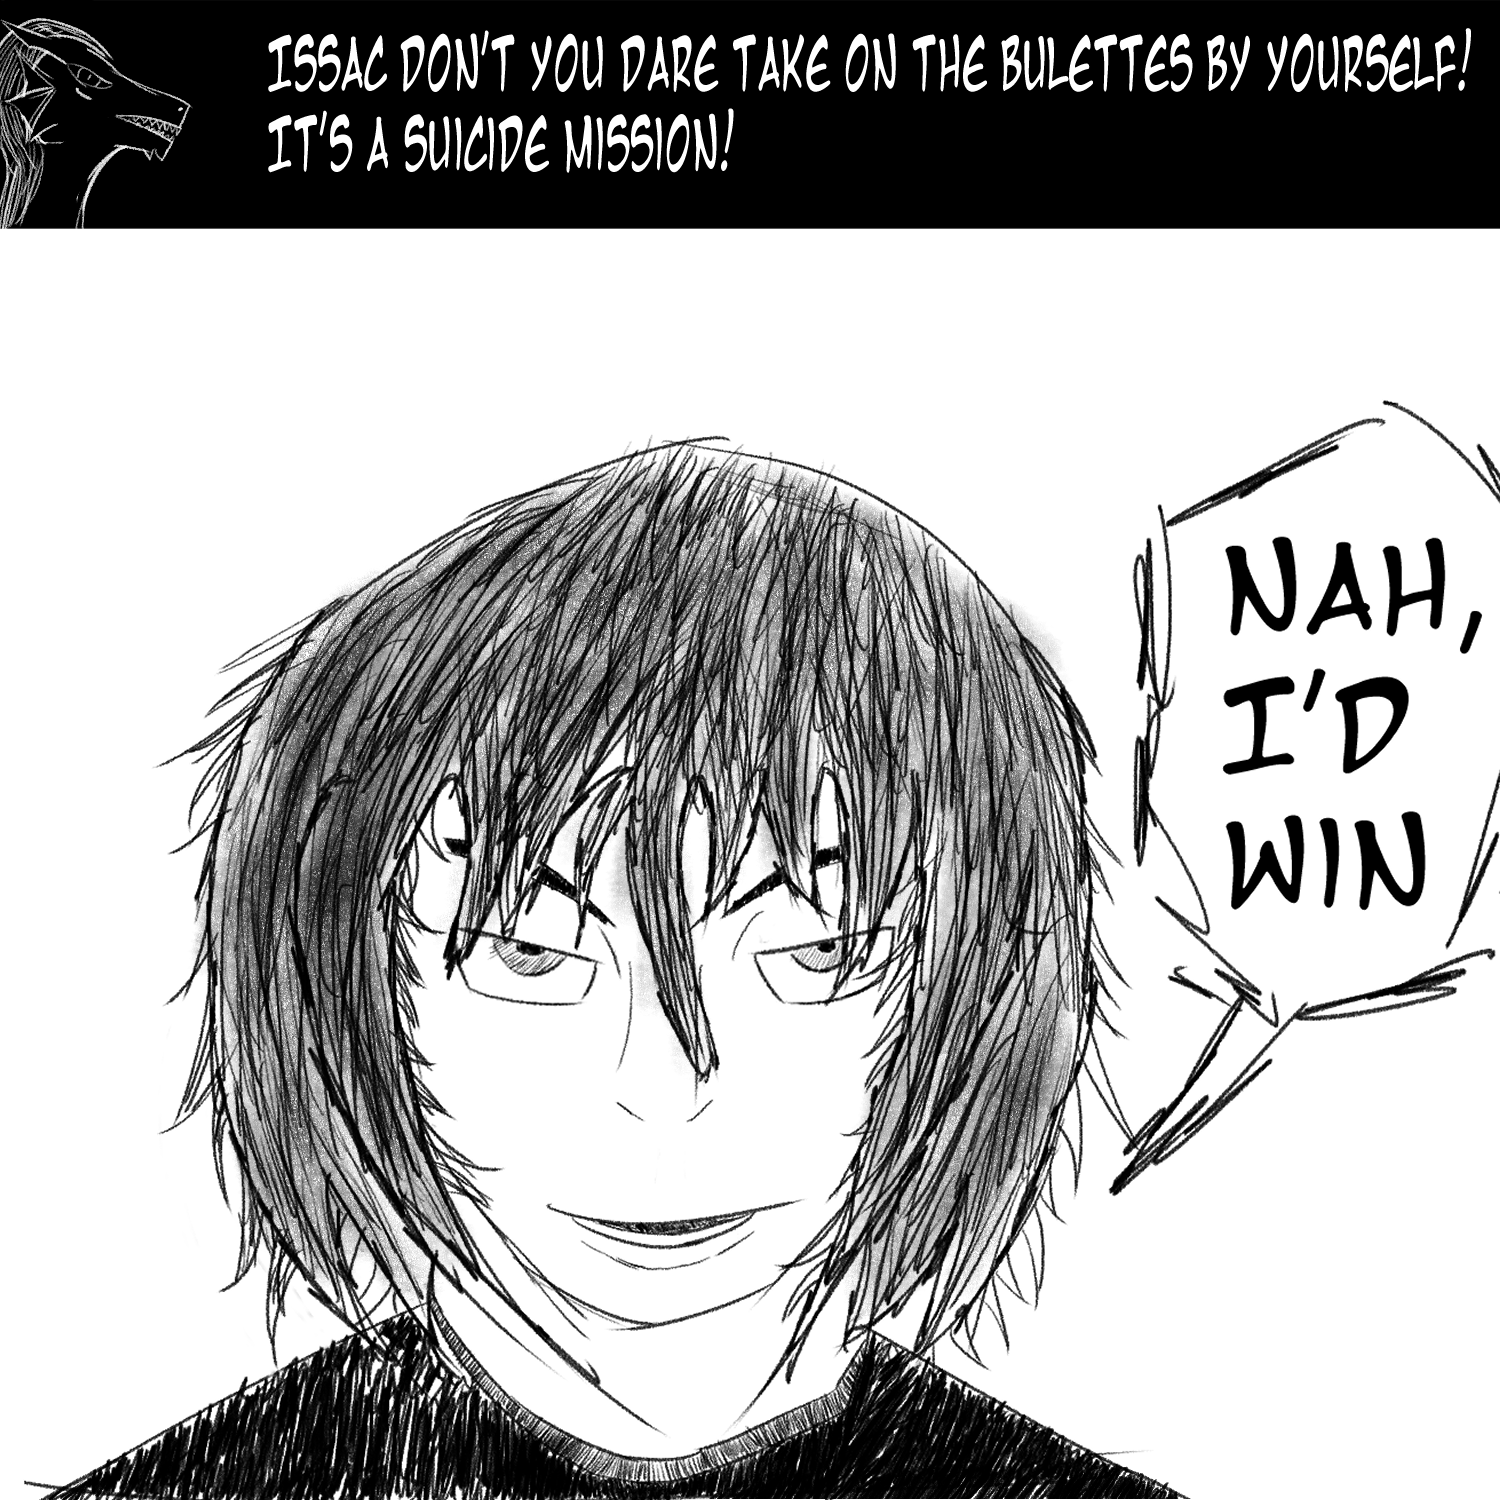 ISSAC DON'T YOU DARE TAKE ON THE BULETTES BY YOURSELF!
IT'S A SUICIDE MISSION!
NAH,
I'D
WIN